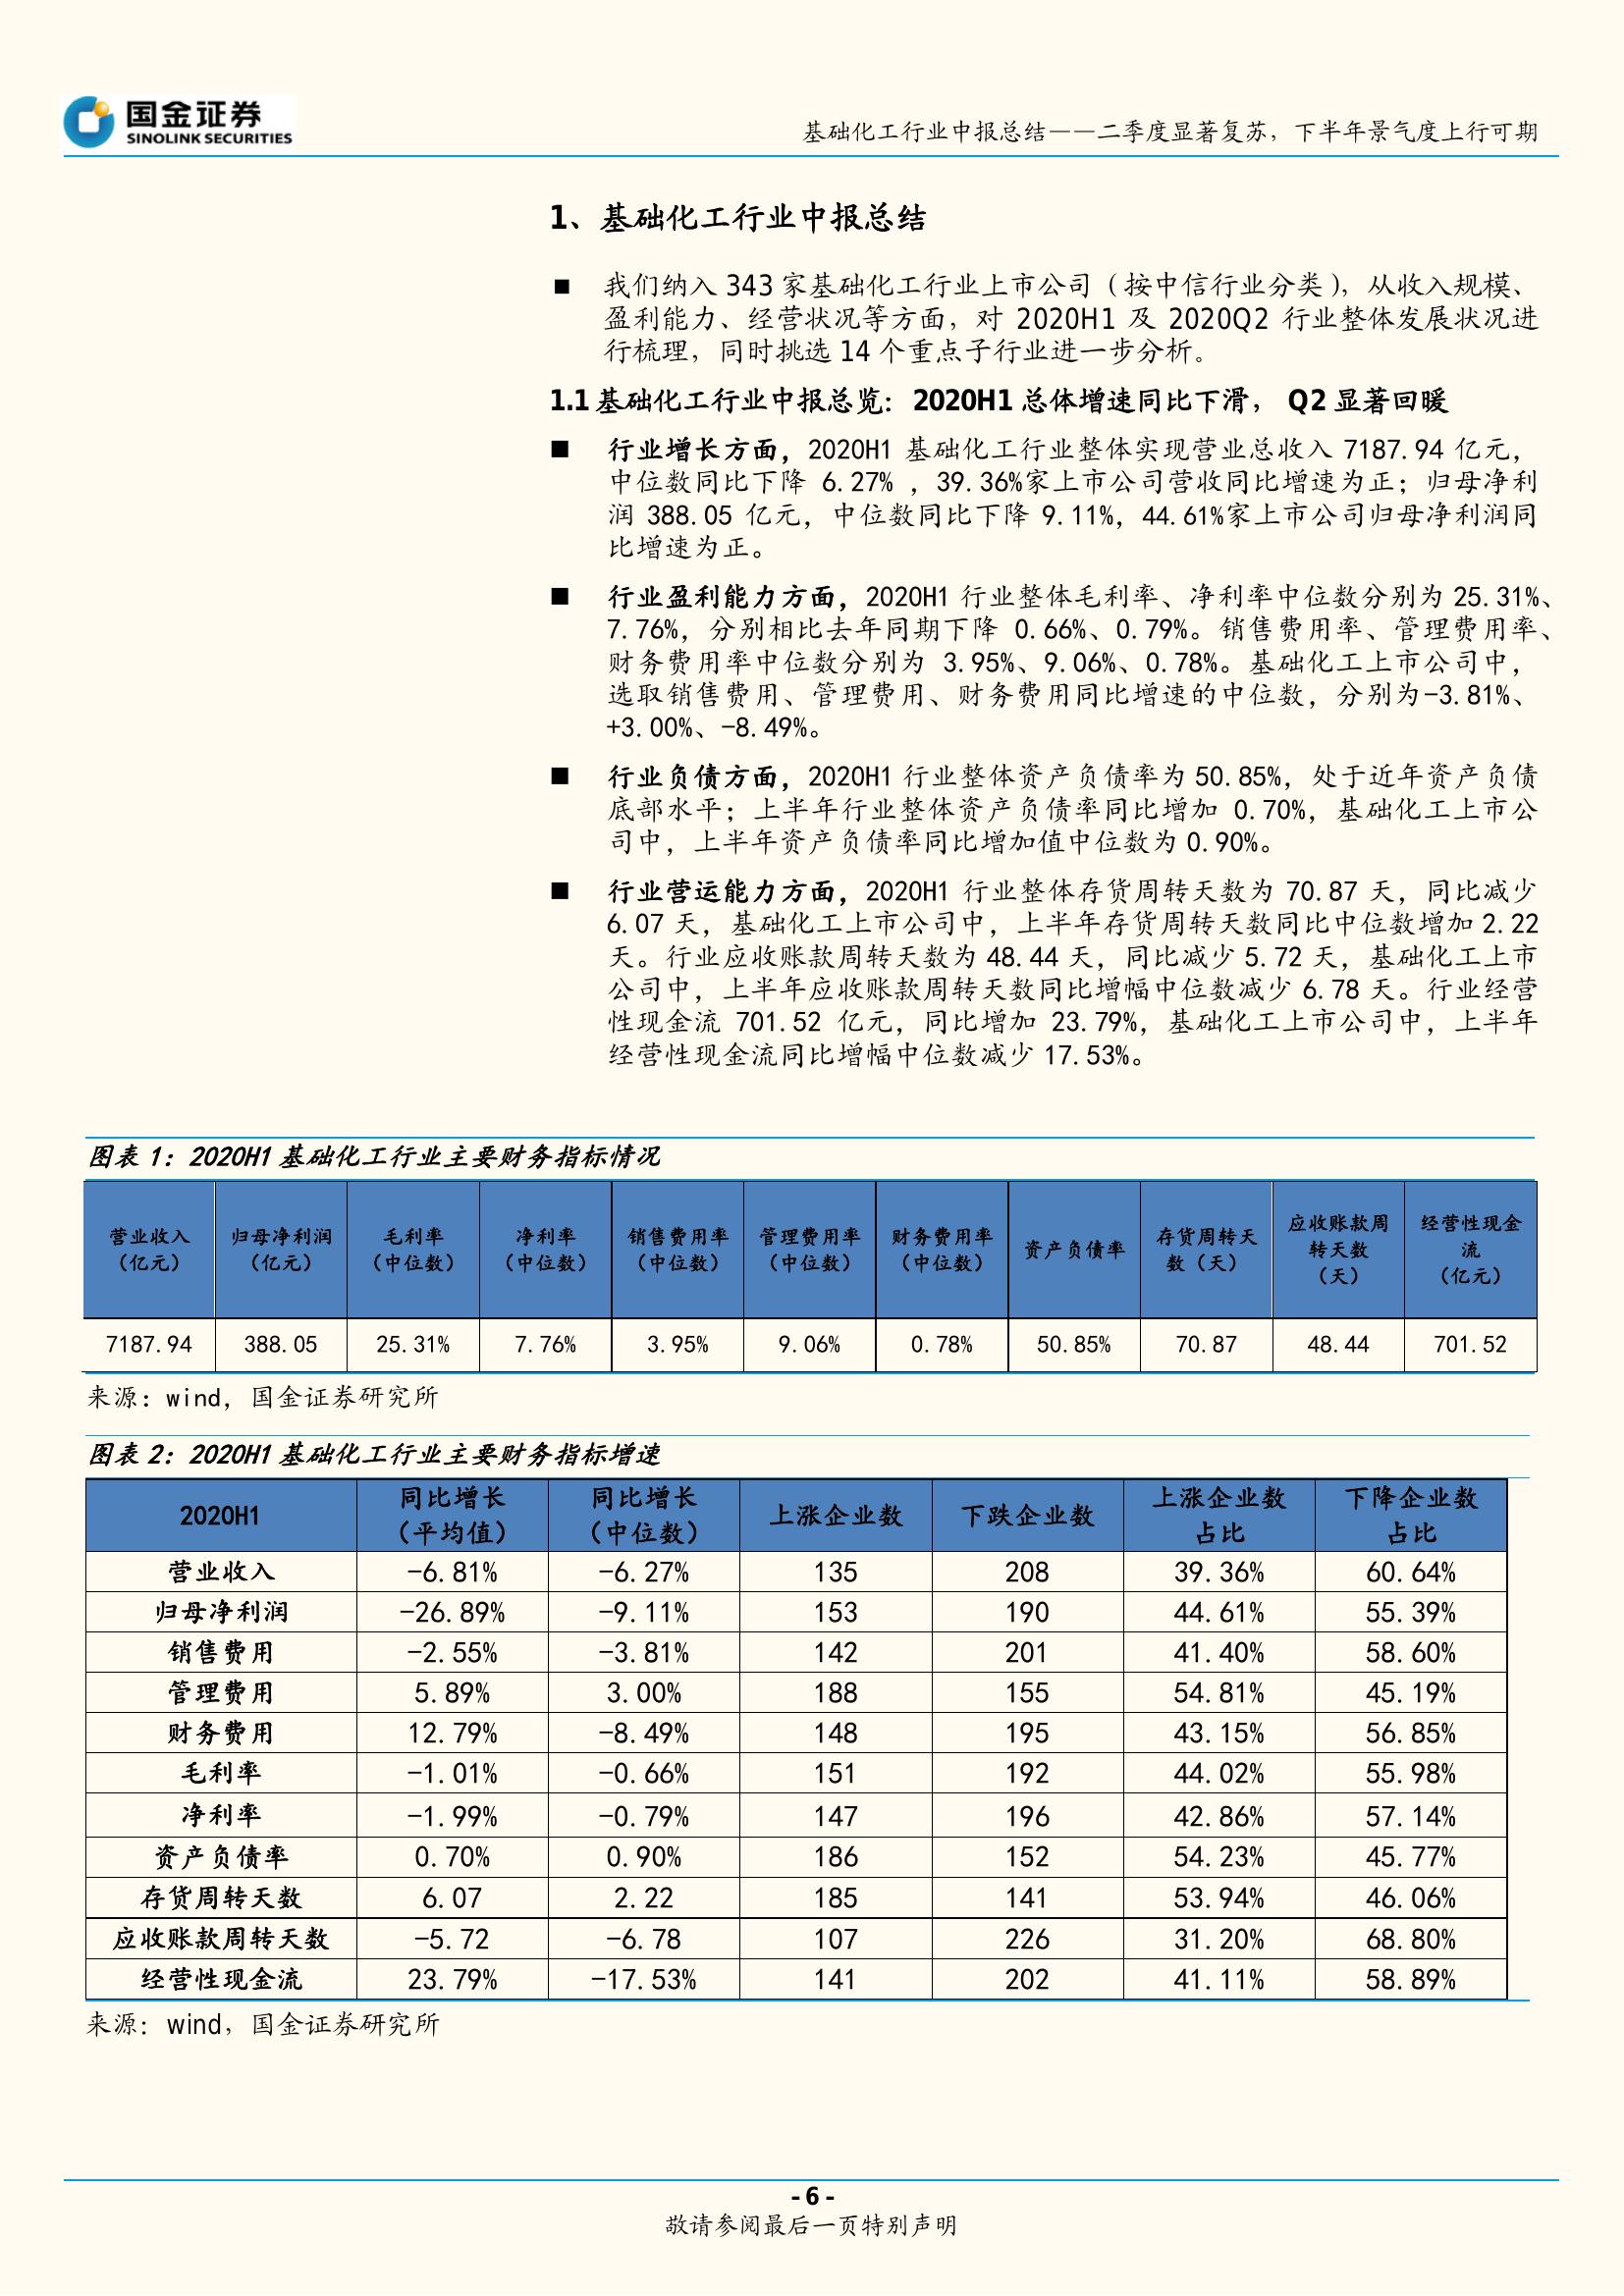 国金证券
SINOLINK SECURITIES
基础化工行业中报总结——二季度显著复苏，下半年景气度上行可期
1、基础化工行业中报总结
■ 我们纳入 343 家基础化工行业上市公司（按中信行业分类），从收入规模、
盈利能力、经营状况等方面，对 2020H1 及 2020Q2 行业整体发展状况进
行梳理，同时挑选 14 个重点子行业进一步分析。
1.1 基础化工行业中报总览：2020H1 总体增速同比下滑， Q2 显著回暖
■ 行业增长方面，2020H1 基础化工行业整体实现营业总收入 7187.94 亿元，
中位数同比下降 6.27% ，39.36%家上市公司营收同比增速为正；归母净利
润 388.05 亿元，中位数同比下降 9.11%，44.61%家上市公司归母净利润同
比增速为正。
■ 行业盈利能力方面，2020H1 行业整体毛利率、净利率中位数分别为 25.31%、
7.76%，分别相比去年同期下降 0.66%、0.79%。销售费用率、管理费用率、
财务费用率中位数分别为 3.95%、9.06%、0.78%。基础化工上市公司中，
选取销售费用、管理费用、财务费用同比增速的中位数，分别为-3.81%、
+3.00%、-8.49%。
■ 行业负债方面，2020H1 行业整体资产负债率为 50.85%，处于近年资产负债
底部水平；上半年行业整体资产负债率同比增加 0.70%，基础化工上市公
司中，上半年资产负债率同比增加值中位数为 0.90%。
■ 行业营运能力方面，2020H1 行业整体存货周转天数为 70.87 天，同比减少
6.07 天，基础化工上市公司中，上半年存货周转天数同比中位数增加 2.22
天。行业应收账款周转天数为 48.44 天，同比减少 5.72 天，基础化工上市
公司中，上半年应收账款周转天数同比增幅中位数减少 6.78 天。行业经营
性现金流 701.52 亿元，同比增加 23.79%，基础化工上市公司中，上半年
经营性现金流同比增幅中位数减少 17.53%。
图表 1：2020H1 基础化工行业主要财务指标情况
营业收入（亿元） 归母净利润（亿元） 毛利率（中位数） 净利率（中位数） 销售费用率（中位数） 管理费用率（中位数） 财务费用率（中位数） 资产负债率 存货周转天数（天） 应收账款周转天数（天） 经营性现金流（亿元）
7187.94 388.05 25.31% 7.76% 3.95% 9.06% 0.78% 50.85% 70.87 48.44 701.52
来源：wind，国金证券研究所
图表 2：2020H1 基础化工行业主要财务指标增速
2020H1 同比增长（平均值） 同比增长（中位数） 上涨企业数 下跌企业数 上涨企业数占比 下降企业数占比
营业收入 -6.81% -6.27% 135 208 39.36% 60.64%
归母净利润 -26.89% -9.11% 153 190 44.61% 55.39%
销售费用 -2.55% -3.81% 142 201 41.40% 58.60%
管理费用 5.89% 3.00% 188 155 54.81% 45.19%
财务费用 12.79% -8.49% 148 195 43.15% 56.85%
毛利率 -1.01% -0.66% 151 192 44.02% 55.98%
净利率 -1.99% -0.79% 147 196 42.86% 57.14%
资产负债率 0.70% 0.90% 186 152 54.23% 45.77%
存货周转天数 6.07 2.22 185 141 53.94% 46.06%
应收账款周转天数 -5.72 -6.78 107 226 31.20% 68.80%
经营性现金流 23.79% -17.53% 141 202 41.11% 58.89%
来源：wind，国金证券研究所
- 6 -
敬请参阅最后一页特别声明